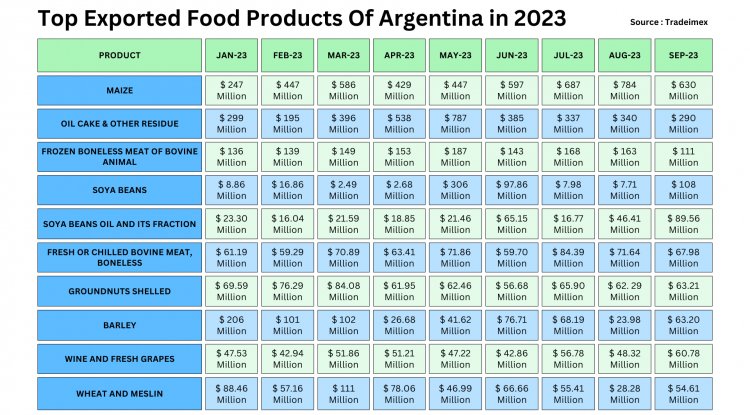 Top Exported Food Products Of Argentina in 2023
Source : Tradeimex
PRODUCT JAN-23 FEB-23 MAR-23 APR-23 MAY-23 JUN-23 JUL-23 AUG-23 SEP-23
MAIZE $ 247 Million $ 447 Million $ 586 Million $ 429 Million $ 447 Million $ 597 Million $ 687 Million $ 784 Million $ 630 Million
OIL CAKE & OTHER RESIDUE $ 299 Million $ 195 Million $ 396 Million $ 538 Million $ 787 Million $ 385 Million $ 337 Million $ 340 Million $ 290 Million
FROZEN BONELESS MEAT OF BOVINE ANIMAL $ 136 Million $ 139 Million $ 149 Million $ 153 Million $ 187 Million $ 143 Million $ 168 Million $ 163 Million $ 111 Million
SOYA BEANS $ 8.86 Million $ 16.86 Million $ 2.49 Million $ 2.68 Million $ 306 Million $ 97.86 Million $ 7.98 Million $ 7.71 Million $ 108 Million
SOYA BEANS OIL AND ITS FRACTION $ 23.30 Million $ 16.04 Million $ 21.59 Million $ 18.85 Million $ 21.46 Million $ 65.15 Million $ 16.77 Million $ 46.41 Million $ 89.56 Million
FRESH OR CHILLED BOVINE MEAT, BONELESS $ 61.19 Million $ 59.29 Million $ 70.89 Million $ 63.41 Million $ 71.86 Million $ 59.70 Million $ 84.39 Million $ 71.64 Million $ 67.98 Million
GROUNDNUTS SHELLED $ 69.59 Million $ 76.29 Million $ 84.08 Million $ 61.95 Million $ 62.46 Million $ 56.68 Million $ 65.90 Million $ 62.29 Million $ 63.21 Million
BARLEY $ 206 Million $ 101 Million $ 102 Million $ 26.68 Million $ 41.62 Million $ 76.71 Million $ 68.19 Million $ 23.98 Million $ 63.20 Million
WINE AND FRESH GRAPES $ 47.53 Million $ 42.94 Million $ 51.86 Million $ 51.21 Million $ 47.22 Million $ 42.86 Million $ 56.78 Million $ 48.32 Million $ 60.78 Million
WHEAT AND MESLIN $ 88.46 Million $ 57.16 Million $ 111 Million $ 78.06 Million $ 46.99 Million $ 66.66 Million $ 55.41 Million $ 28.28 Million $ 54.61 Million